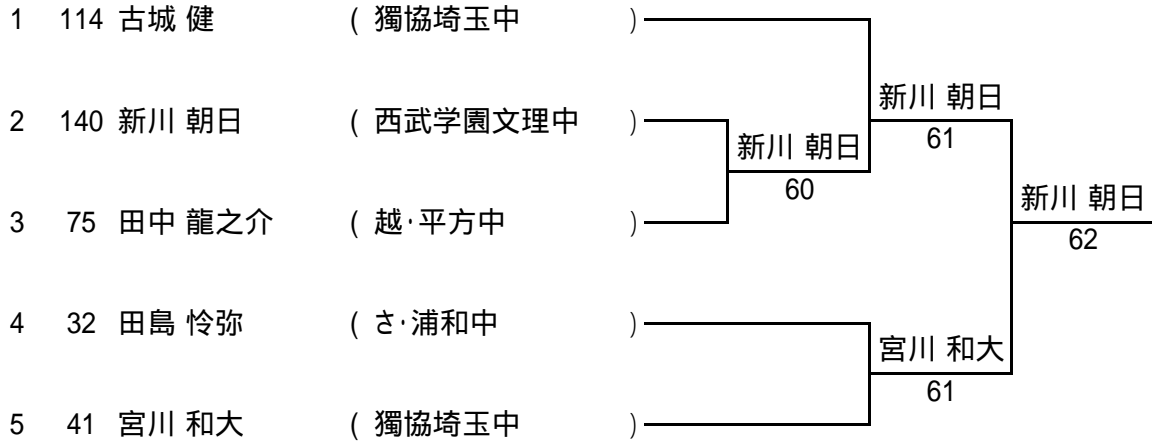 1 114 古城 健 ( 獨協埼玉中 )
新川 朝日
2 140 新川 朝日 ( 西武学園文理中 )
61
新川 朝日
60
新川 朝日
3 75 田中 龍之介 ( 越·平方中 )
62
4 32 田島 怜弥 ( さ·浦和中 )
宮川 和大
61
5 41 宮川 和大 ( 獨協埼玉中 )